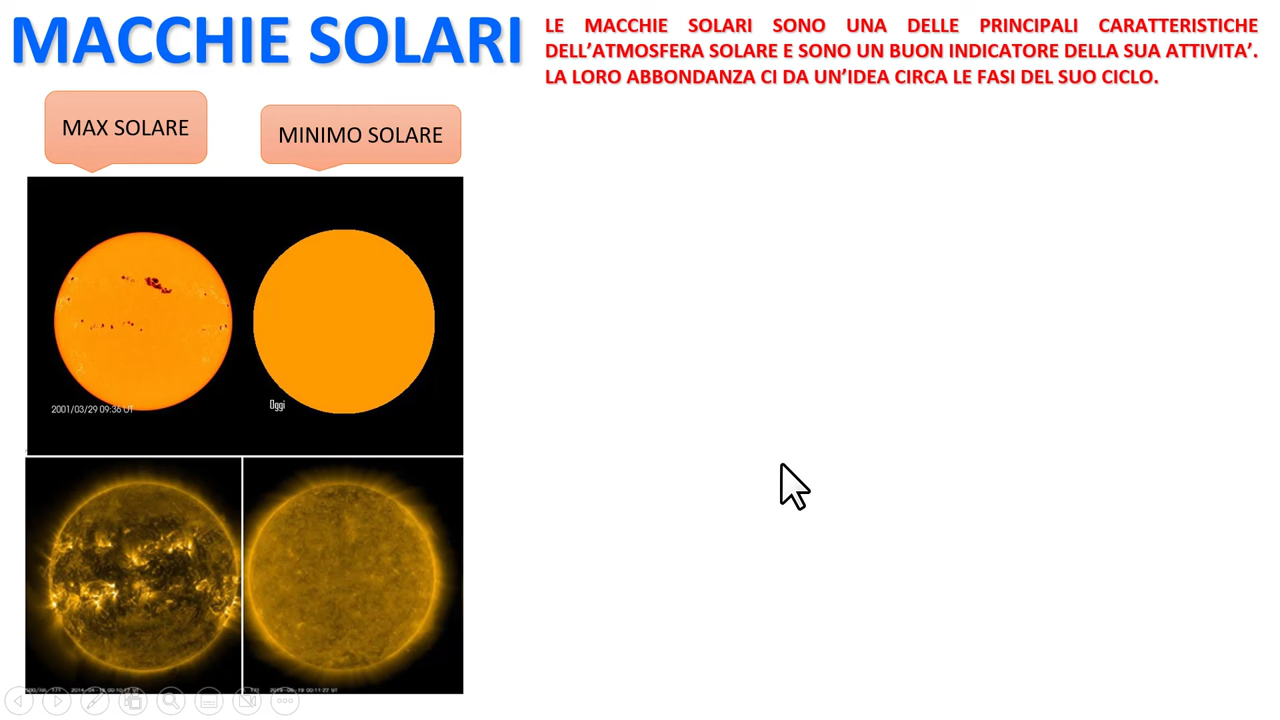 MACCHIE SOLARI
LE MACCHIE SOLARI SONO UNA DELLE PRINCIPALI CARATTERISTICHE
DELL’ATMOSFERA SOLARE E SONO UN BUON INDICATORE DELLA SUA ATTIVITA’.
LA LORO ABBONDANZA CI DA UN’IDEA CIRCA LE FASI DEL SUO CICLO.
MAX SOLARE
MINIMO SOLARE
2001/03/29 09:36 UT
Oggi